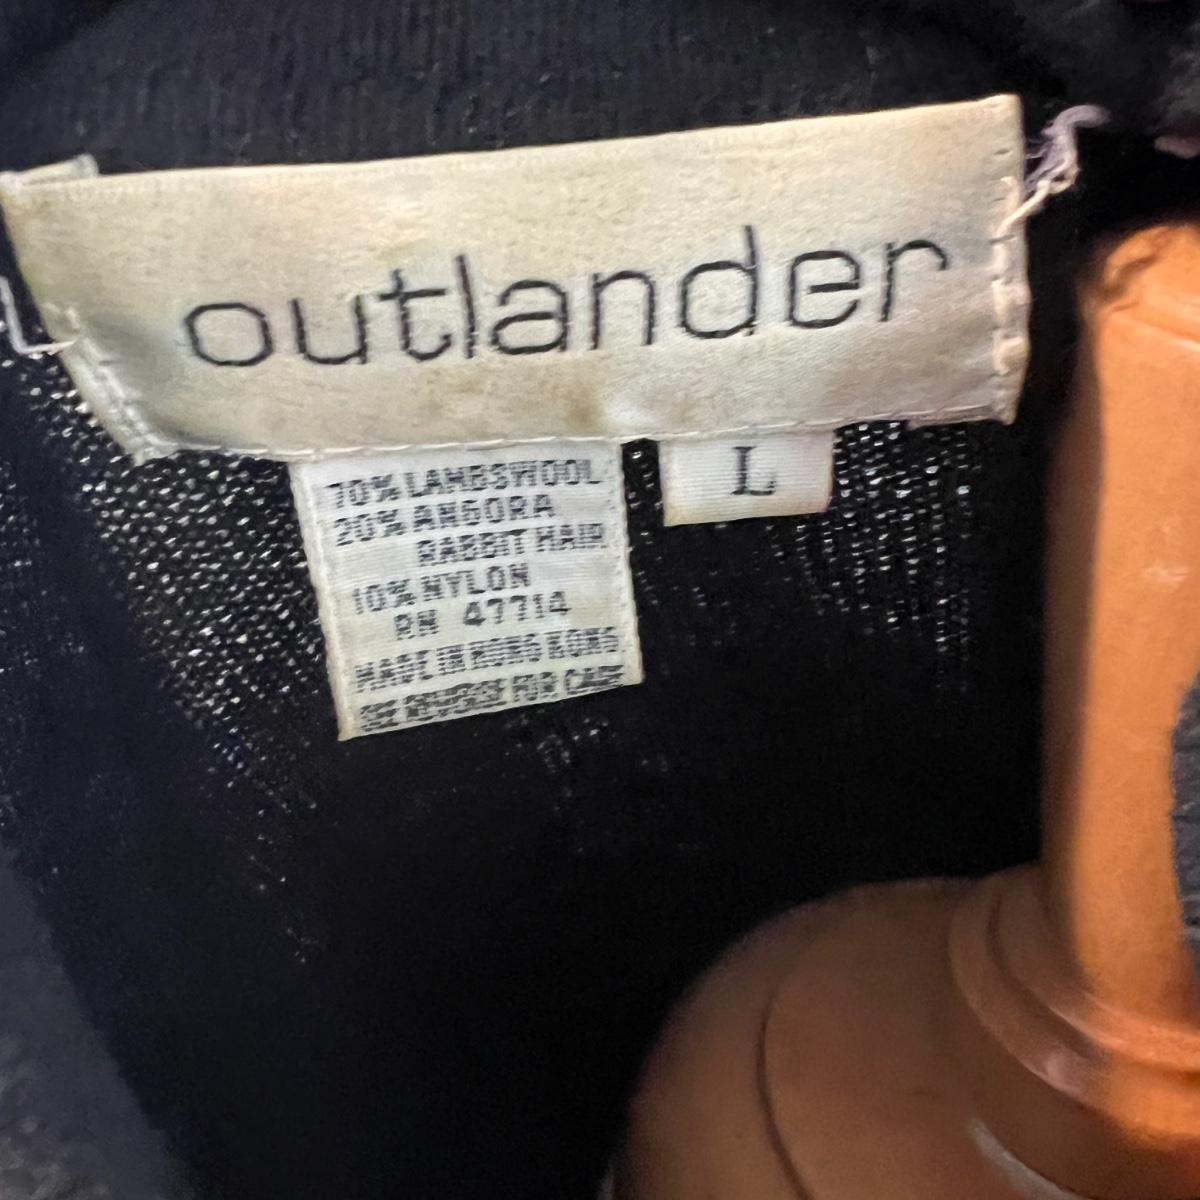 outlander
L
70% LAMBSWOOL
20% ANGORA
RABBIT HAIR
10% NYLON
RN 47714
MADE IN HONG KONG
SEE REVERSE FOR CARE